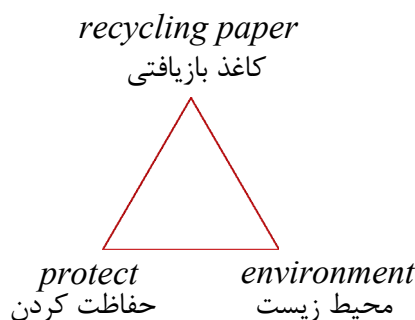 recycling paper
کاغذ بازیافتی
protect
حفاظت کردن
environment
محیط زیست